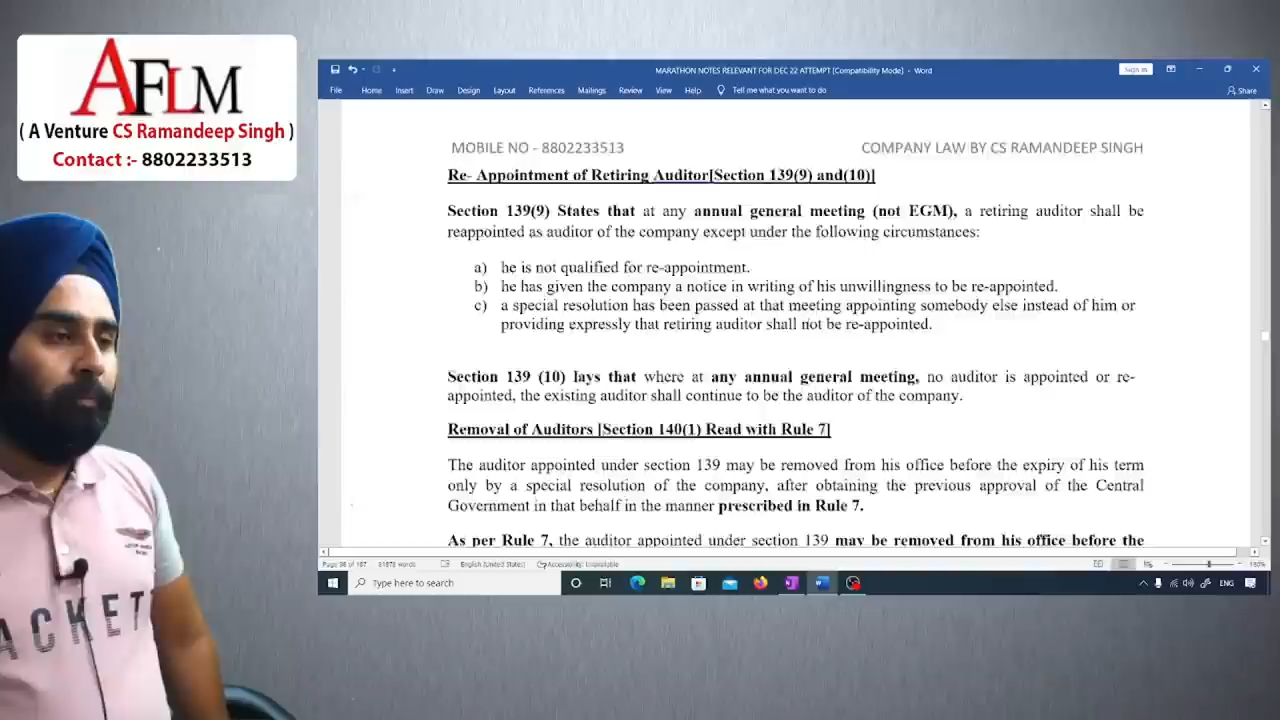 AFLM
( A Venture CS Ramandeep Singh )
Contact :- 8802233513
MARATHON NOTES RELEVANT FOR DEC 22 ATTEMPT [Compatibility Mode] - Word
Sign in
File Home Insert Draw Design Layout References Mailings Review View Help Tell me what you want to do
Share
MOBILE NO - 8802233513 COMPANY LAW BY CS RAMANDEEP SINGH
Re- Appointment of Retiring Auditor[Section 139(9) and(10)]
Section 139(9) States that at any annual general meeting (not EGM), a retiring auditor shall be
reappointed as auditor of the company except under the following circumstances:
a) he is not qualified for re-appointment.
b) he has given the company a notice in writing of his unwillingness to be re-appointed.
c) a special resolution has been passed at that meeting appointing somebody else instead of him or
providing expressly that retiring auditor shall not be re-appointed.
Section 139 (10) lays that where at any annual general meeting, no auditor is appointed or re-
appointed, the existing auditor shall continue to be the auditor of the company.
Removal of Auditors [Section 140(1) Read with Rule 7]
The auditor appointed under section 139 may be removed from his office before the expiry of his term
only by a special resolution of the company, after obtaining the previous approval of the Central
Government in that behalf in the manner prescribed in Rule 7.
As per Rule 7, the auditor appointed under section 139 may be removed from his office before the
English (United States) Accessibility: Unavailable
Type here to search
ENG
ACKET